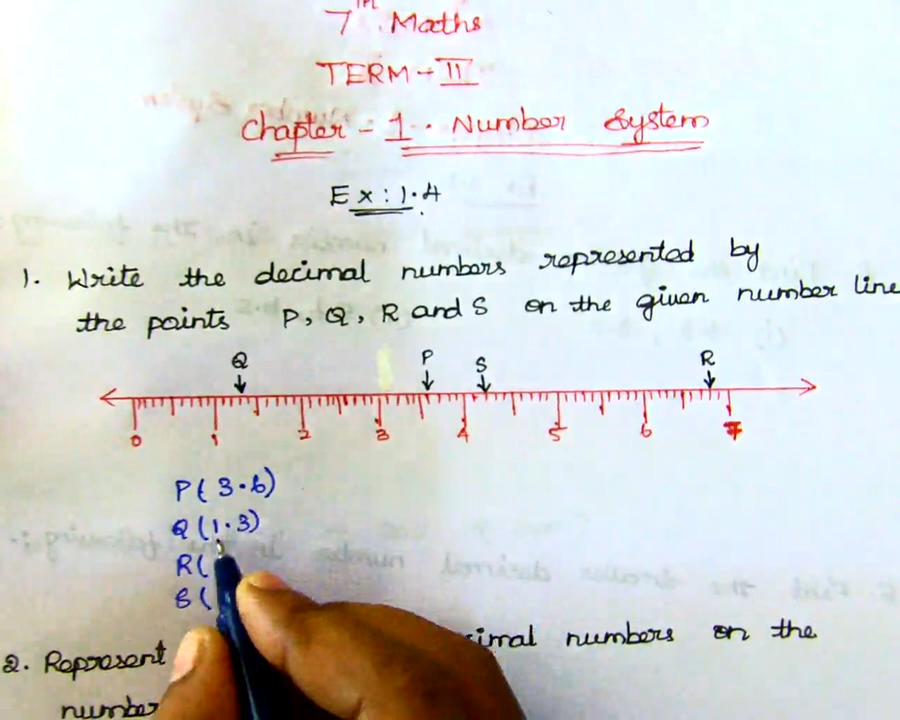 7th Maths
TERM - II
Chapter - 1. Number System
Ex: 1.4
1. Write the decimal numbers represented by
the points P, Q, R and S on the given number line
Q P S R
0 1 2 3 4 5 6 7
P( 3.6)
Q (1.3)
R(
S(
2. Represent decimal numbers on the
number